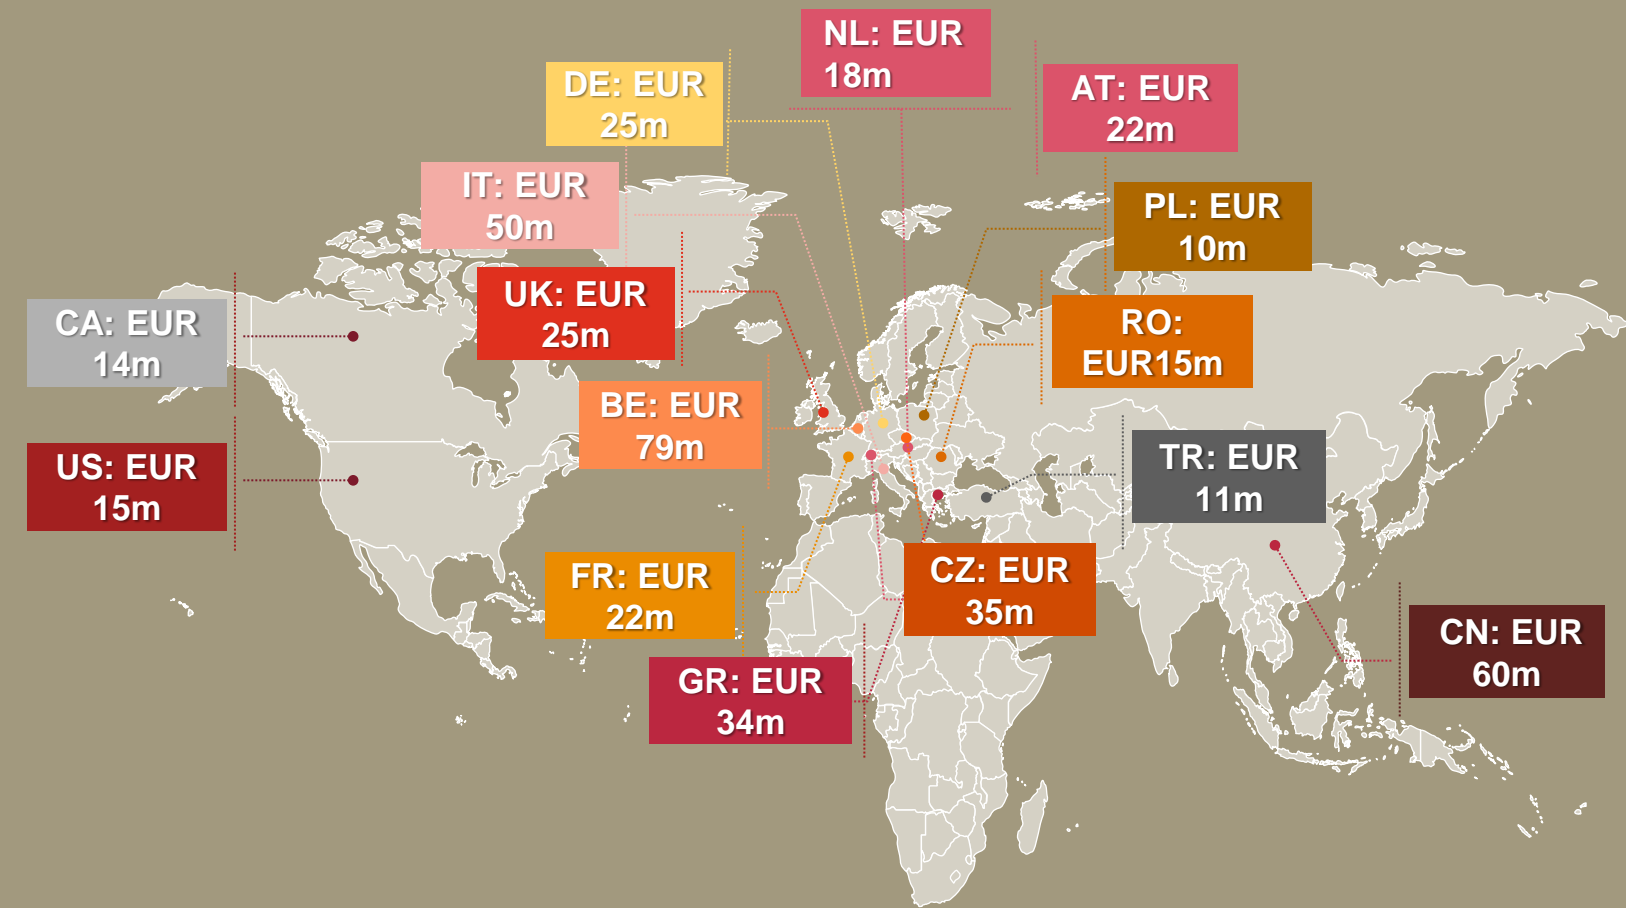 NL: EUR
18m
DE: EUR
25m
AT: EUR
22m
IT: EUR
50m
PL: EUR
10m
UK: EUR
25m
RO:
EUR15m
CA: EUR
14m
BE: EUR
79m
US: EUR
15m
TR: EUR
11m
FR: EUR
22m
CZ: EUR
35m
CN: EUR
60m
GR: EUR
34m